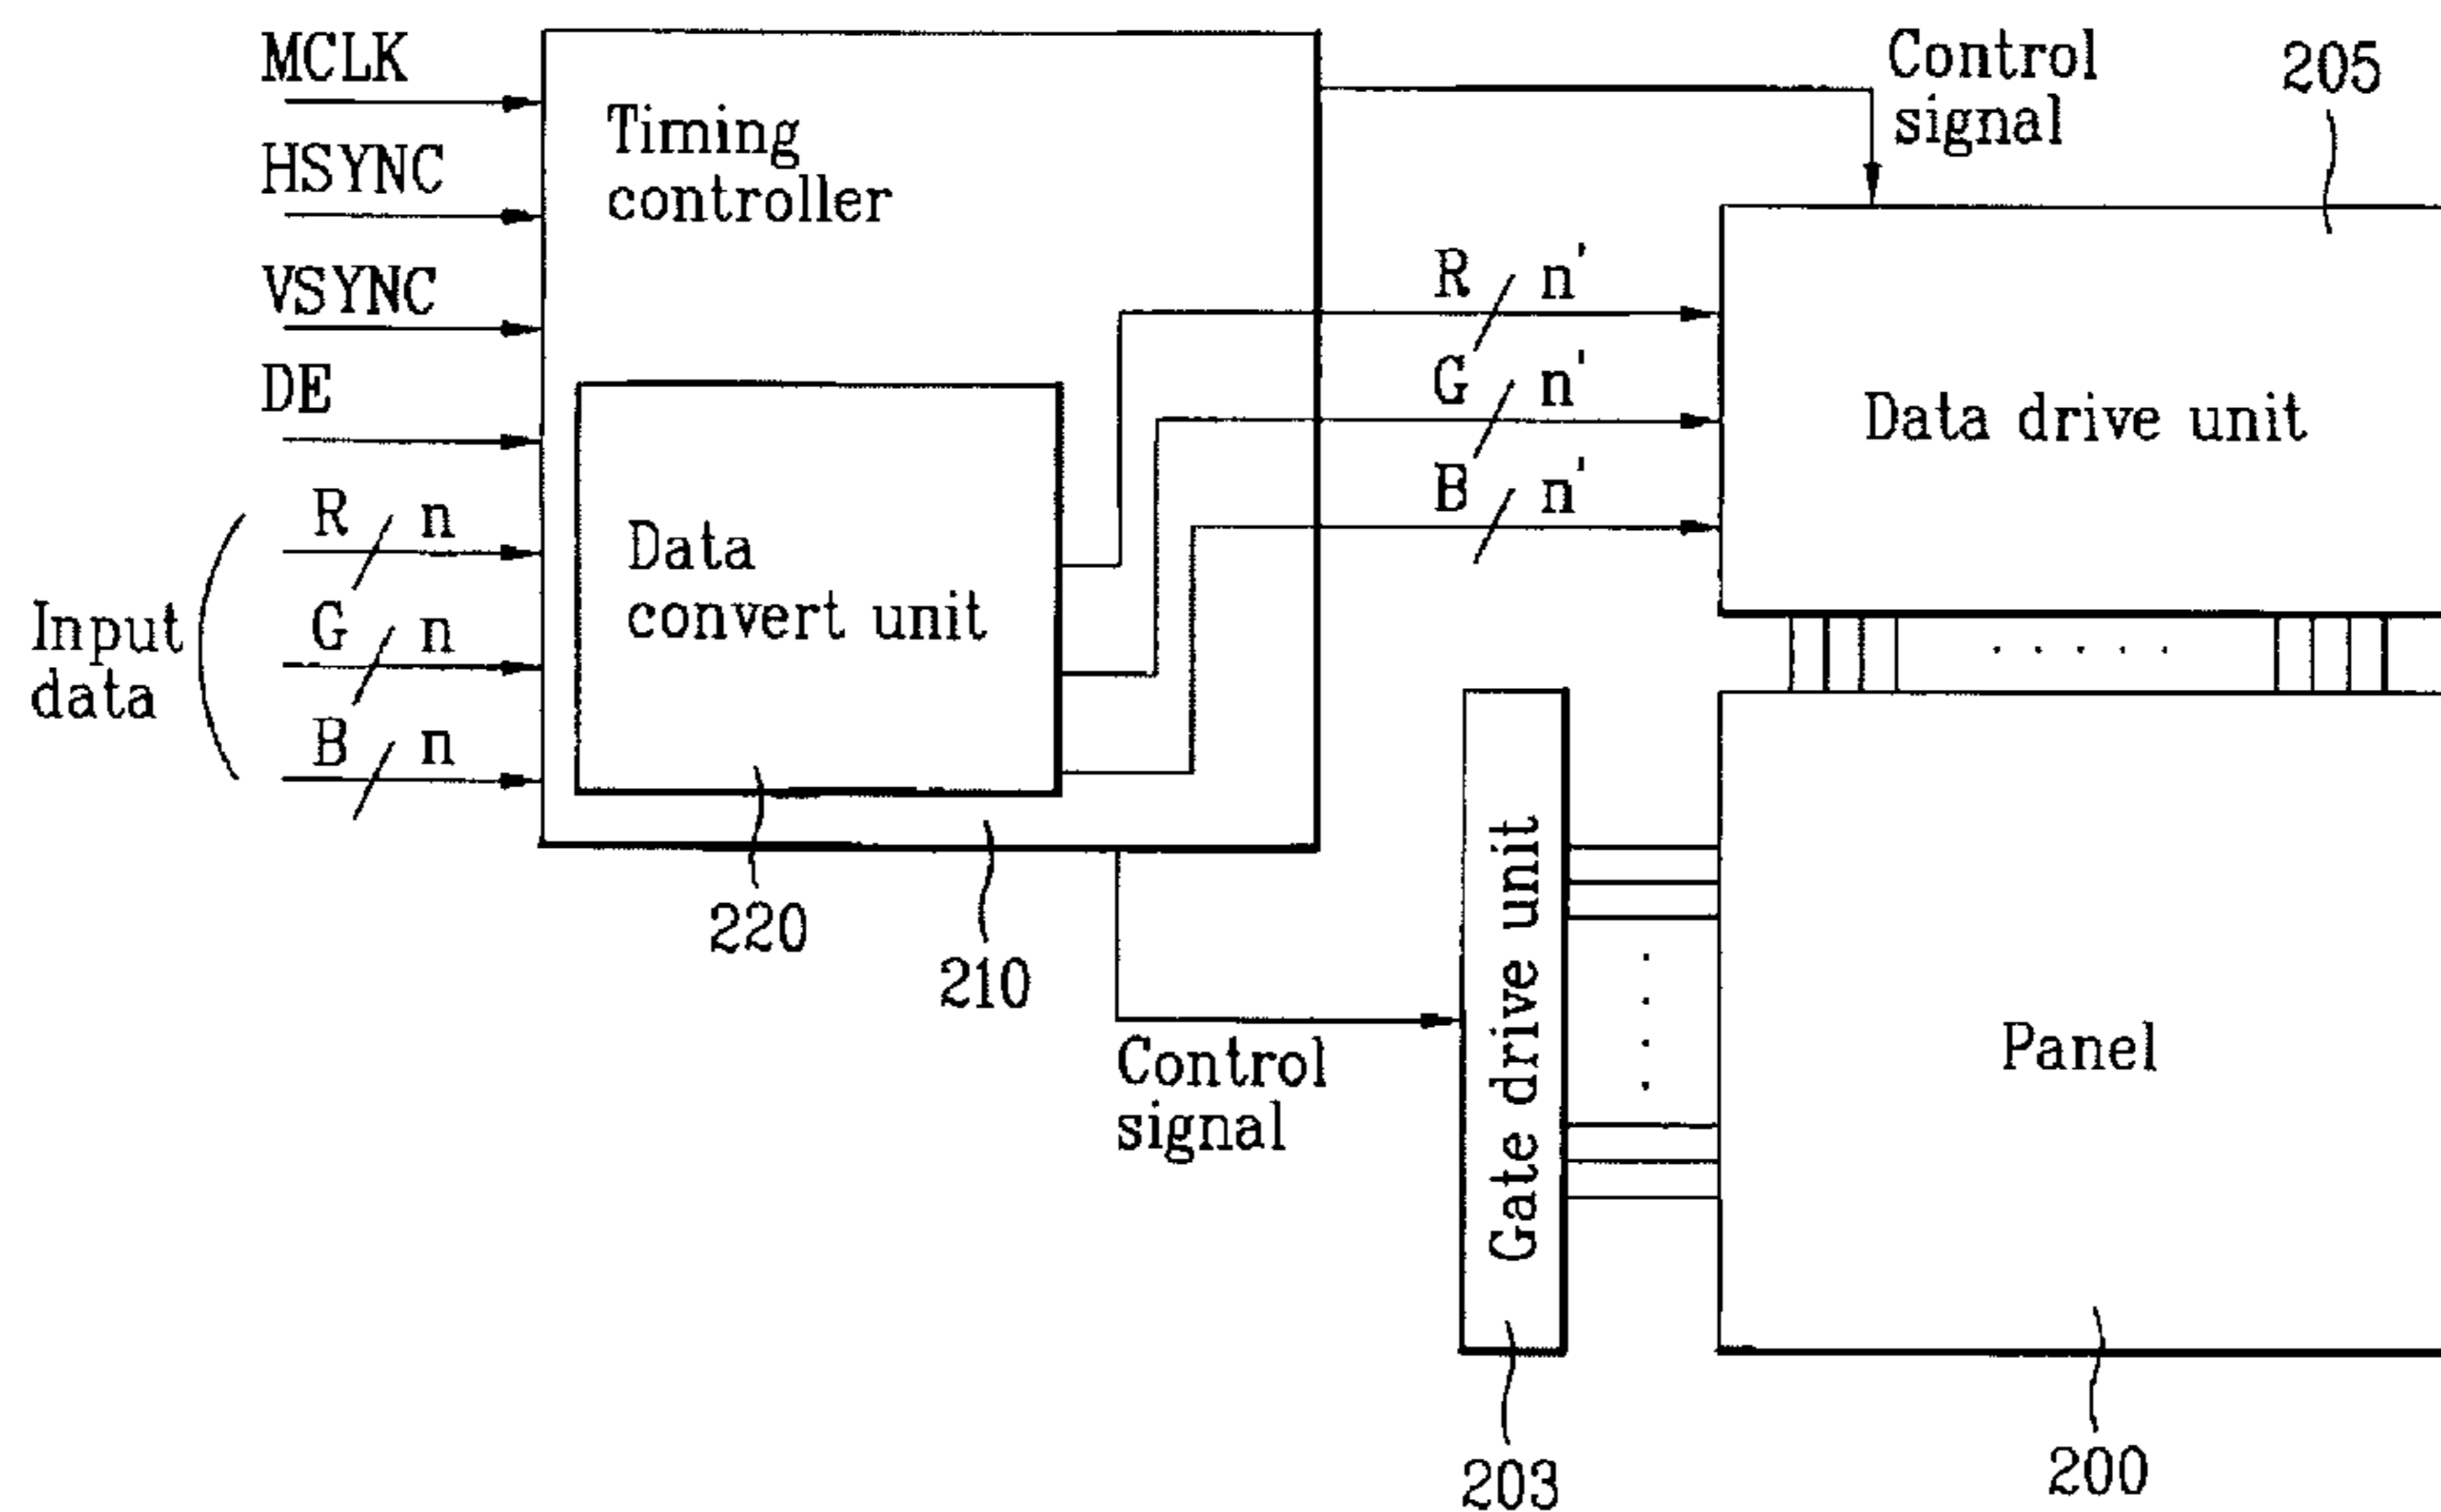 MCLK
HSYNC
VSYNC
DE
R n
G n
B n
Input
data
Timing
controller
Data
convert unit
220
210
Control
signal
205
R n'
G n'
B n'
Data drive unit
Control
signal
Gate drive unit
203
Panel
200